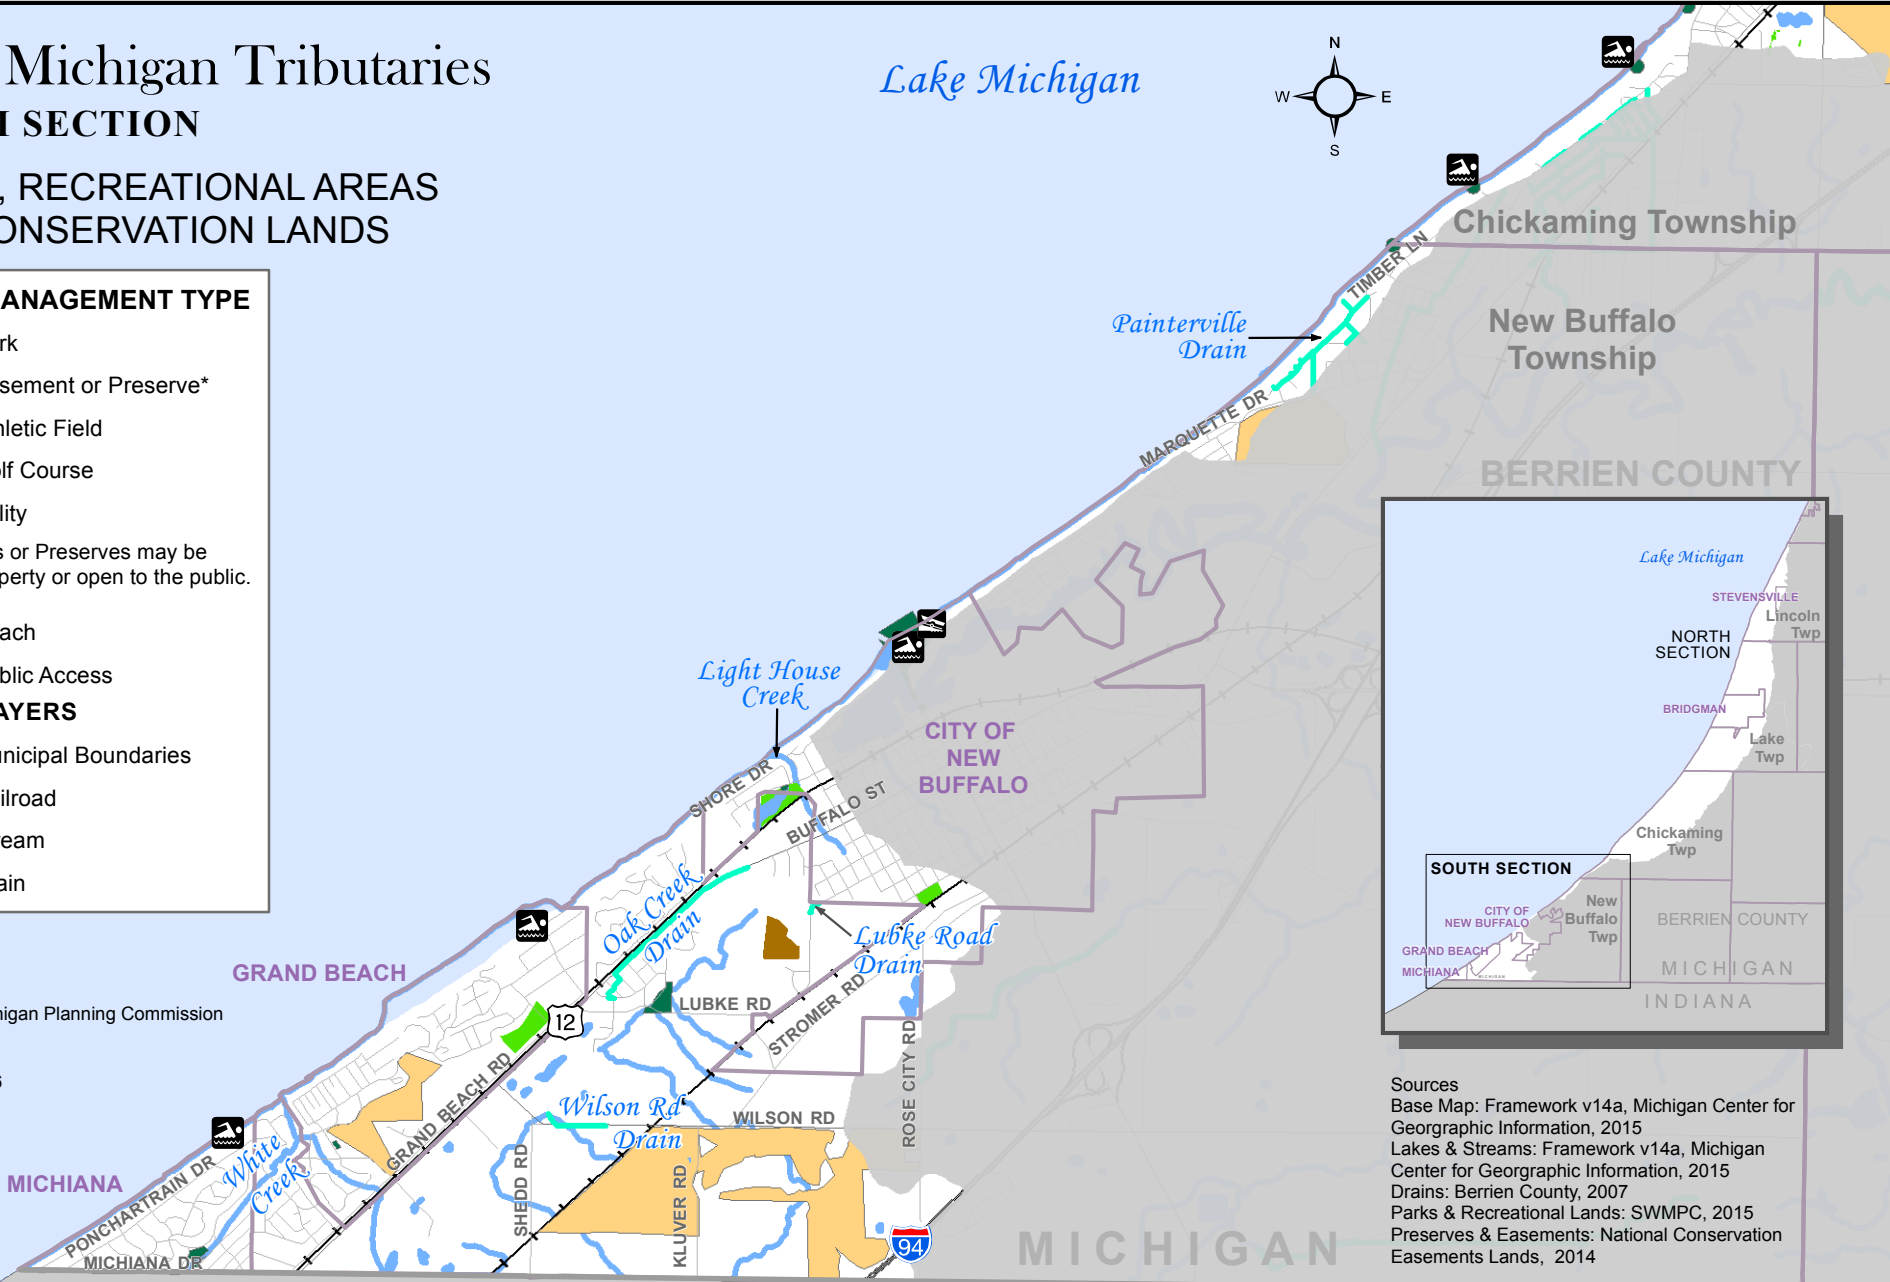 Michigan Tributaries
SECTION
, RECREATIONAL AREAS
ONSERVATION LANDS
ANAGEMENT TYPE
rk
sement or Preserve*
hletic Field
olf Course
lity
s or Preserves may be
perty or open to the public.
ach
blic Access
AYERS
unicipal Boundaries
ilroad
ream
ain
higan Planning Commission
s
Lake Michigan
N
W
E
S
Chickaming Township
TIMBER LN
New Buffalo
Township
Painterville
Drain
MARQUETTE DR
BERRIEN COUNTY
Light House
Creek
CITY OF
NEW
BUFFALO
SHORE DR
BUFFALO ST
Oak Creek
Drain
Lubke Road
Drain
GRAND BEACH
LUBKE RD
12
STROMER RD
ROSE CITY RD
GRAND BEACH RD
Wilson Rd
Drain
WILSON RD
White
Creek
MICHIANA
PONCHARTRAIN DR
MICHIANA DR
SHEDD RD
KLUVER RD
94
MICHIGAN
Lake Michigan
STEVENSVILLE
Lincoln
Twp
NORTH
SECTION
BRIDGMAN
Lake
Twp
Chickaming
Twp
SOUTH SECTION
New
Buffalo
Twp
CITY OF
NEW BUFFALO
BERRIEN COUNTY
GRAND BEACH
MICHIANA
MICHIGAN
MICHIGAN
INDIANA
Sources
Base Map: Framework v14a, Michigan Center for
Georgraphic Information, 2015
Lakes & Streams: Framework v14a, Michigan
Center for Georgraphic Information, 2015
Drains: Berrien County, 2007
Parks & Recreational Lands: SWMPC, 2015
Preserves & Easements: National Conservation
Easements Lands, 2014